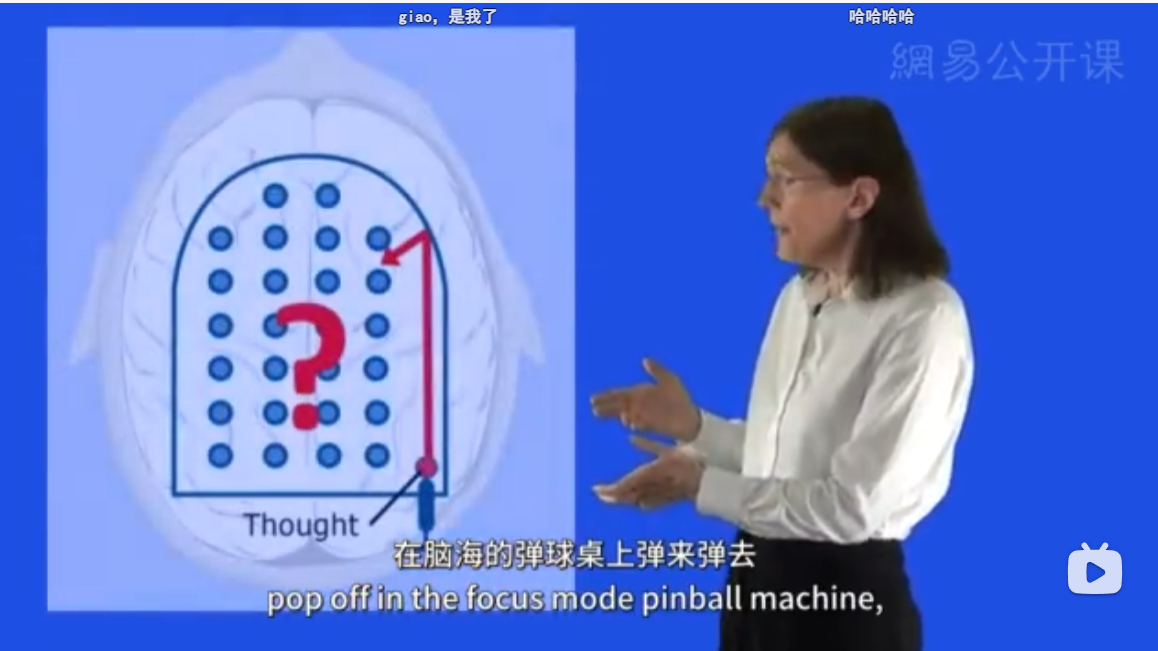 giao，是我了
哈哈哈哈
網易公开课
?
Thought
在脑海的弹球桌上弹来弹去
pop off in the focus mode pinball machine,